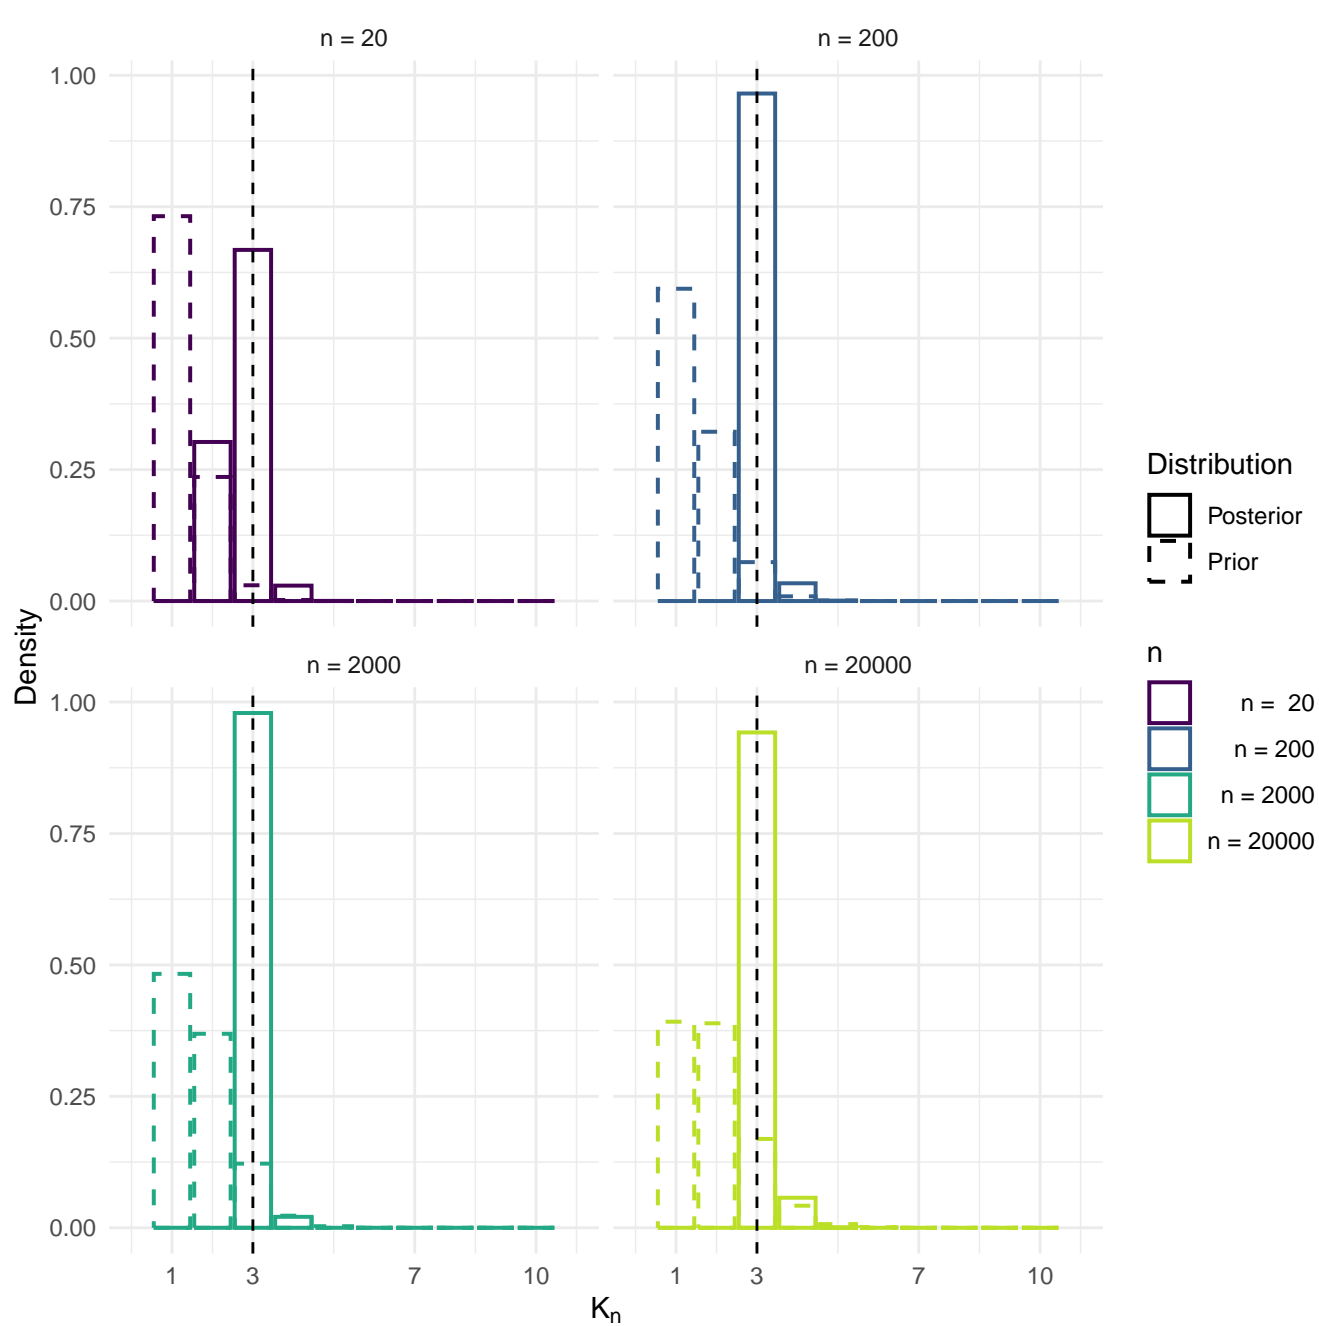 n = 20
n = 200
1.00
0.75
0.50
0.25
0.00
n = 2000
n = 20000
1.00
0.75
0.50
0.25
0.00
1 3 7 10
1 3 7 10
Kn
Density
Distribution
Posterior
Prior
n
n = 20
n = 200
n = 2000
n = 20000